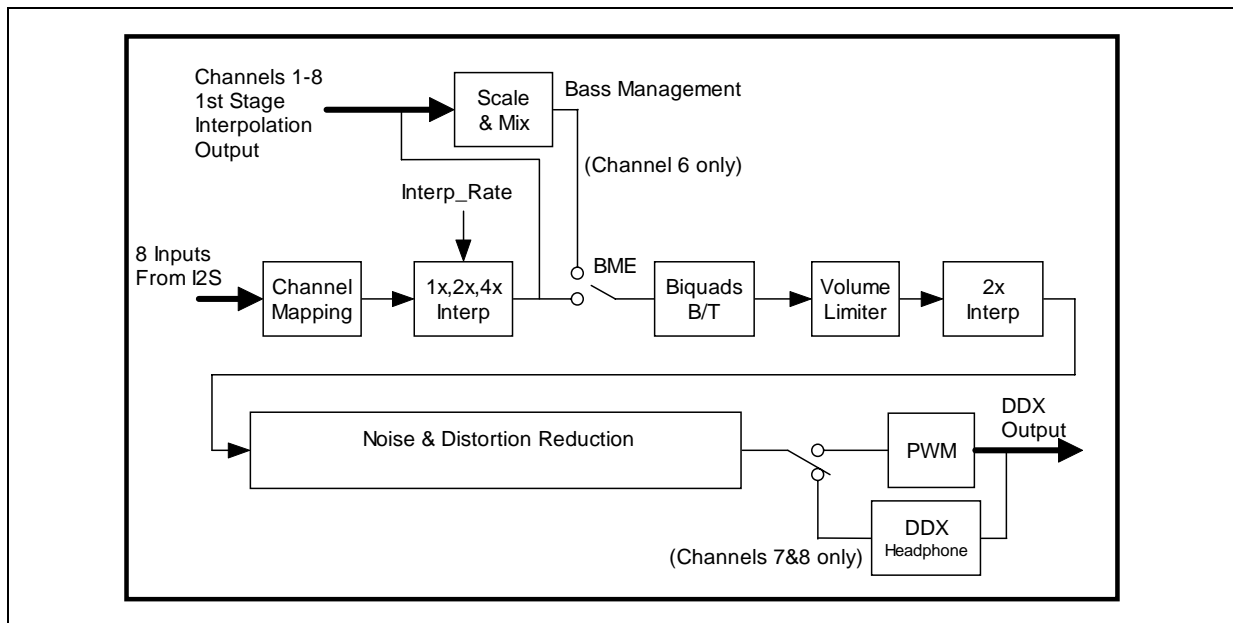 Channels 1-8
1st Stage
Interpolation
Output
Scale
& Mix
Bass Management
(Channel 6 only)
Interp_Rate
8 Inputs
From I2S
Channel
Mapping
1x,2x,4x
Interp
BME
Biquads
B/T
Volume
Limiter
2x
Interp
Noise & Distortion Reduction
PWM
DDX
Output
DDX
Headphone
(Channels 7&8 only)